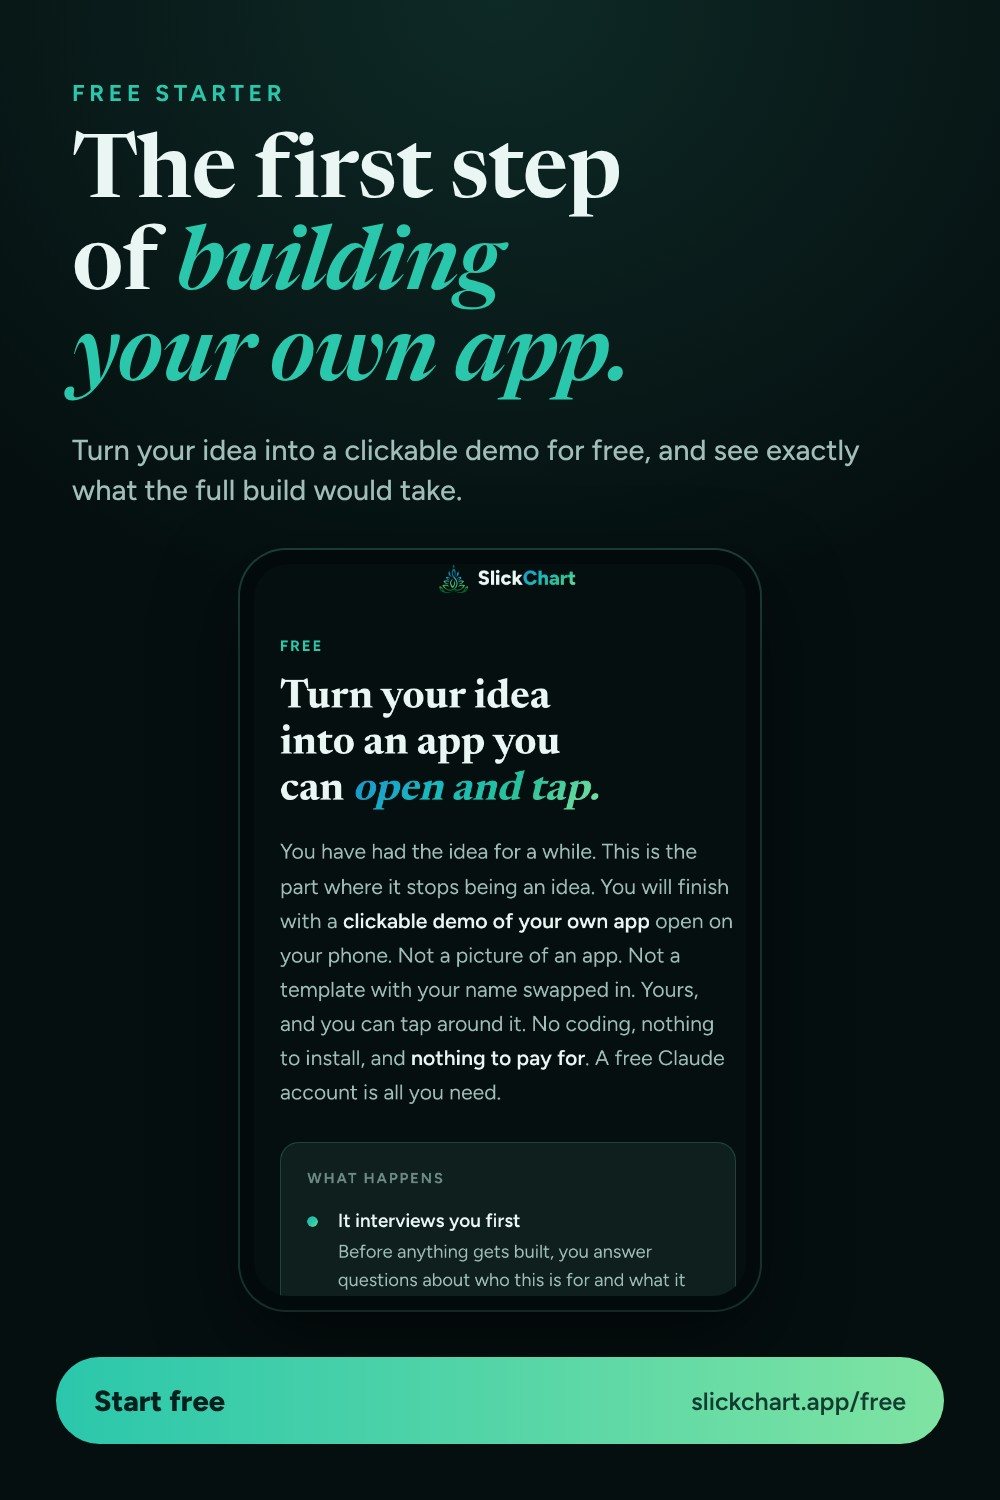 FREE STARTER
The first step
of building
your own app.
Turn your idea into a clickable demo for free, and see exactly
what the full build would take.
SlickChart
FREE
Turn your idea
into an app you
can open and tap.
You have had the idea for a while. This is the
part where it stops being an idea. You will finish
with a clickable demo of your own app open on
your phone. Not a picture of an app. Not a
template with your name swapped in. Yours,
and you can tap around it. No coding, nothing
to install, and nothing to pay for. A free Claude
account is all you need.
WHAT HAPPENS
It interviews you first
Before anything gets built, you answer
questions about who this is for and what it
Start free
slickchart.app/free